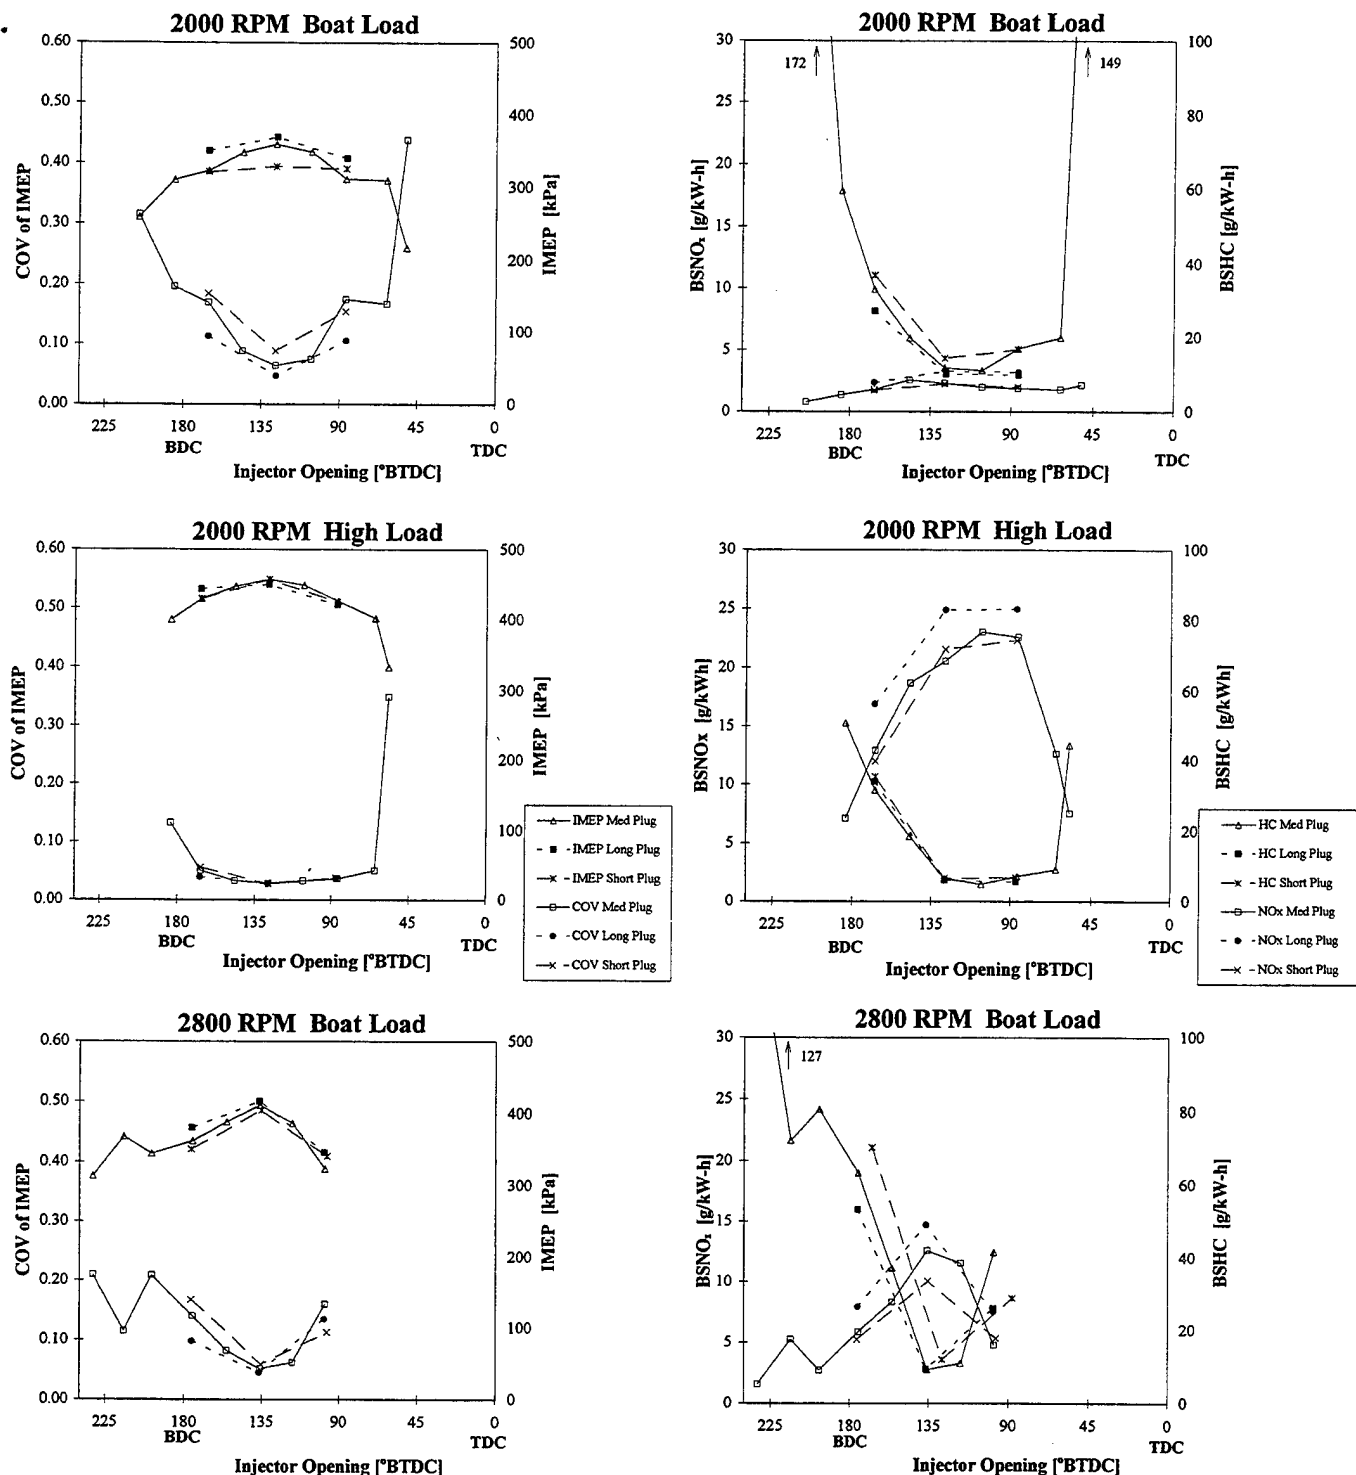 2000 RPM Boat Load
0.60
0.50
0.40
0.30
0.20
0.10
0.00
COV of IMEP
500
400
300
200
100
0
IMEP [kPa]
225 180 135 90 45 0
BDC TDC
Injector Opening [°BTDC]
2000 RPM Boat Load
30
25
20
15
10
5
0
BSNOx [g/kW-h]
172
149
100
80
60
40
20
0
BSHC [g/kW-h]
225 180 135 90 45 0
BDC TDC
Injector Opening [°BTDC]
2000 RPM High Load
0.60
0.50
0.40
0.30
0.20
0.10
0.00
COV of IMEP
500
400
300
200
100
0
IMEP [kPa]
225 180 135 90 45 0
BDC TDC
Injector Opening [°BTDC]
IMEP Med Plug
IMEP Long Plug
IMEP Short Plug
COV Med Plug
COV Long Plug
COV Short Plug
2000 RPM High Load
30
25
20
15
10
5
0
BSNOx [g/kWh]
100
80
60
40
20
0
BSHC [g/kWh]
225 180 135 90 45 0
BDC TDC
Injector Opening [°BTDC]
HC Med Plug
HC Long Plug
HC Short Plug
NOx Med Plug
NOx Long Plug
NOx Short Plug
2800 RPM Boat Load
0.60
0.50
0.40
0.30
0.20
0.10
0.00
COV of IMEP
500
400
300
200
100
0
IMEP [kPa]
225 180 135 90 45 0
BDC TDC
Injector Opening [°BTDC]
2800 RPM Boat Load
30
25
20
15
10
5
0
BSNOx [g/kW-h]
127
100
80
60
40
20
0
BSHC [g/kW-h]
225 180 135 90 45 0
BDC TDC
Injector Opening [°BTDC]